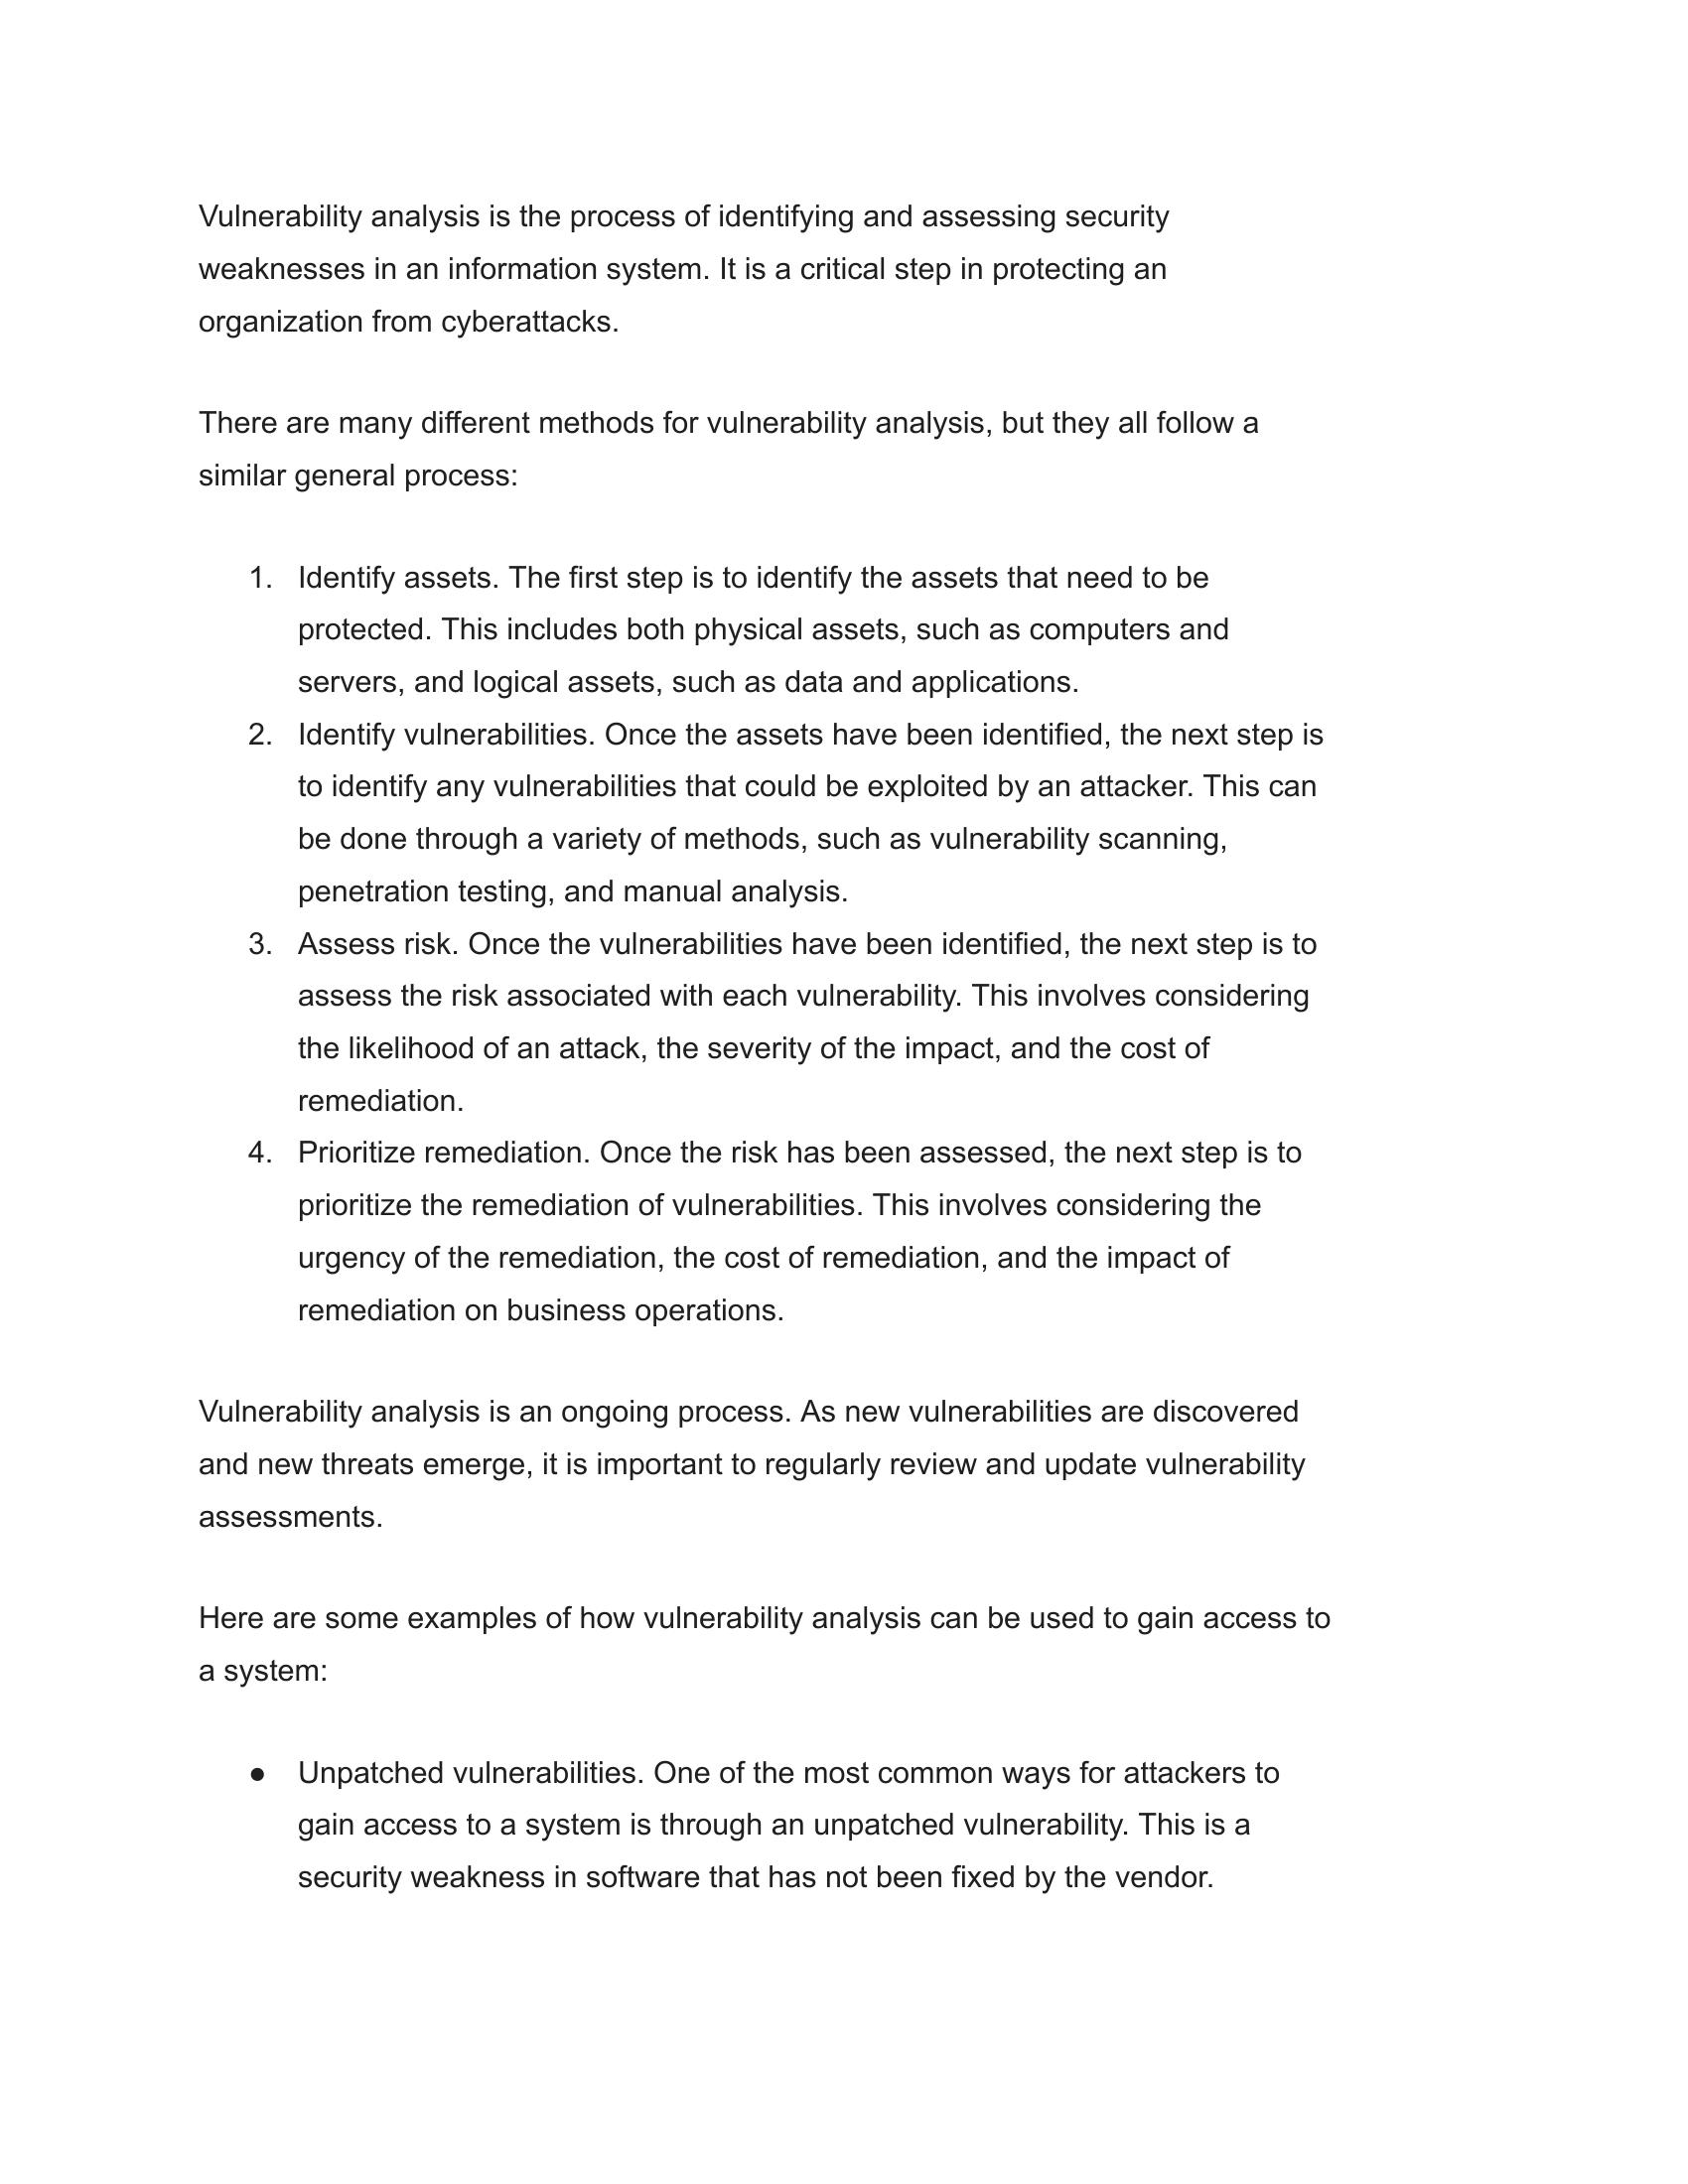 Vulnerability analysis is the process of identifying and assessing security
weaknesses in an information system. It is a critical step in protecting an
organization from cyberattacks.
There are many different methods for vulnerability analysis, but they all follow a
similar general process:
1. Identify assets. The first step is to identify the assets that need to be
protected. This includes both physical assets, such as computers and
servers, and logical assets, such as data and applications.
2. Identify vulnerabilities. Once the assets have been identified, the next step is
to identify any vulnerabilities that could be exploited by an attacker. This can
be done through a variety of methods, such as vulnerability scanning,
penetration testing, and manual analysis.
3. Assess risk. Once the vulnerabilities have been identified, the next step is to
assess the risk associated with each vulnerability. This involves considering
the likelihood of an attack, the severity of the impact, and the cost of
remediation.
4. Prioritize remediation. Once the risk has been assessed, the next step is to
prioritize the remediation of vulnerabilities. This involves considering the
urgency of the remediation, the cost of remediation, and the impact of
remediation on business operations.
Vulnerability analysis is an ongoing process. As new vulnerabilities are discovered
and new threats emerge, it is important to regularly review and update vulnerability
assessments.
Here are some examples of how vulnerability analysis can be used to gain access to
a system:
● Unpatched vulnerabilities. One of the most common ways for attackers to
gain access to a system is through an unpatched vulnerability. This is a
security weakness in software that has not been fixed by the vendor.